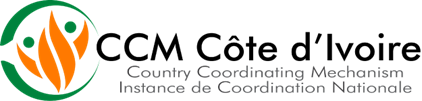 CCM Côte d'Ivoire
Country Coordinating Mechanism
Instance de Coordination Nationale